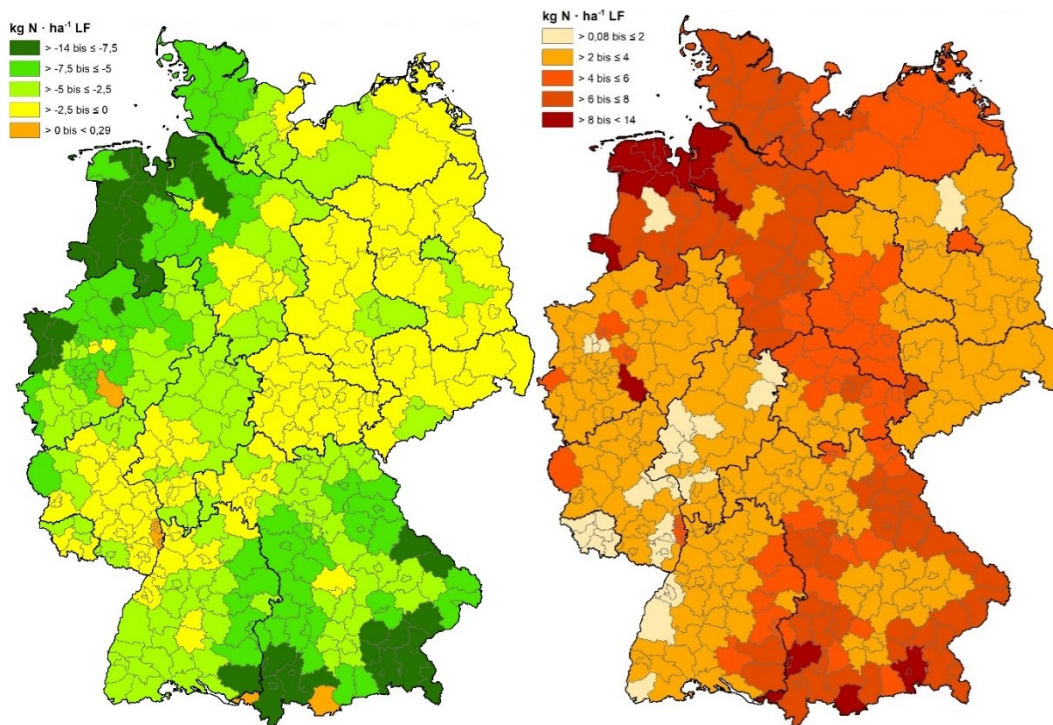 kg N · ha⁻¹ LF
> -14 bis ≤ -7,5
> -7,5 bis ≤ -5
> -5 bis ≤ -2,5
> -2,5 bis ≤ 0
> 0 bis < 0,29
kg N · ha⁻¹ LF
> 0,08 bis ≤ 2
> 2 bis ≤ 4
> 4 bis ≤ 6
> 6 bis ≤ 8
> 8 bis < 14